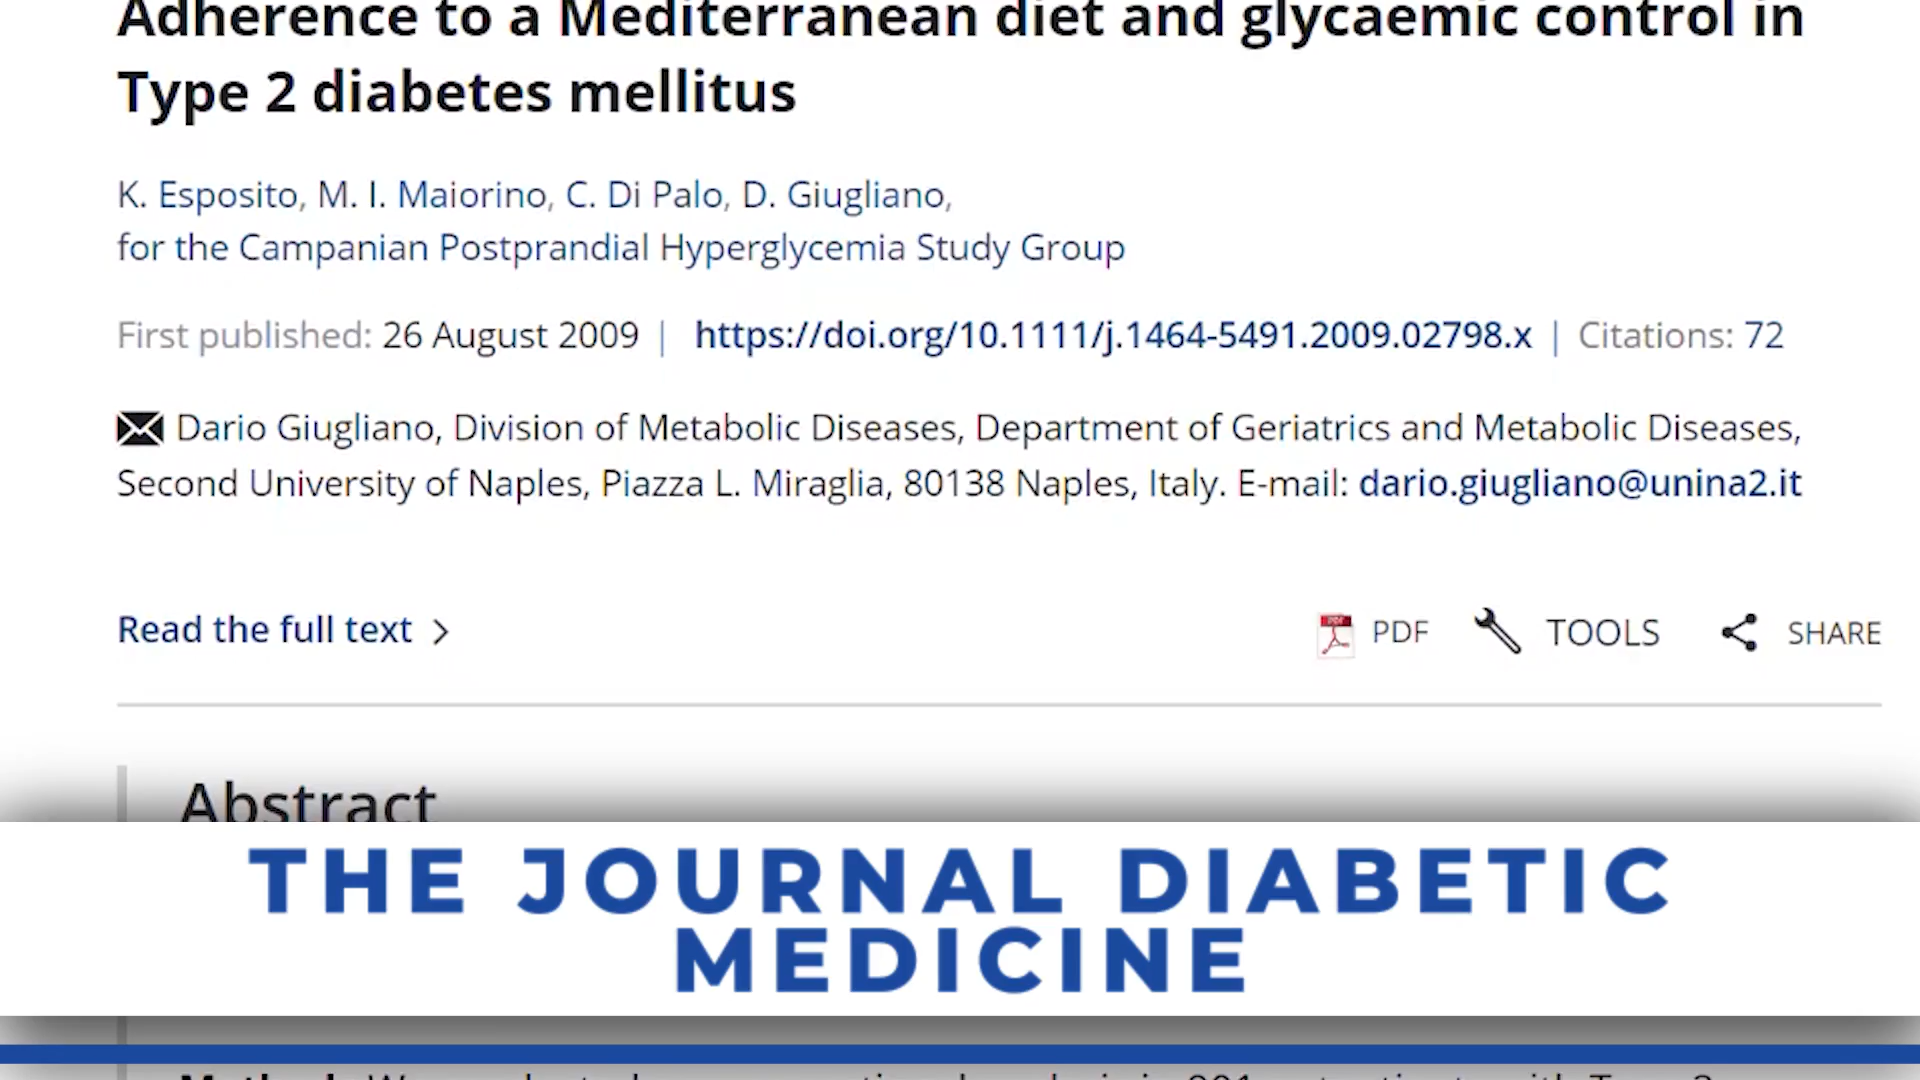 Adherence to a Mediterranean diet and glycaemic control in
Type 2 diabetes mellitus
K. Esposito, M. I. Maiorino, C. Di Palo, D. Giugliano,
for the Campanian Postprandial Hyperglycemia Study Group
First published: 26 August 2009 | https://doi.org/10.1111/j.1464-5491.2009.02798.x | Citations: 72
Dario Giugliano, Division of Metabolic Diseases, Department of Geriatrics and Metabolic Diseases,
Second University of Naples, Piazza L. Miraglia, 80138 Naples, Italy. E-mail: dario.giugliano@unina2.it
Read the full text >
PDF TOOLS SHARE
Abstract
THE JOURNAL DIABETIC
MEDICINE